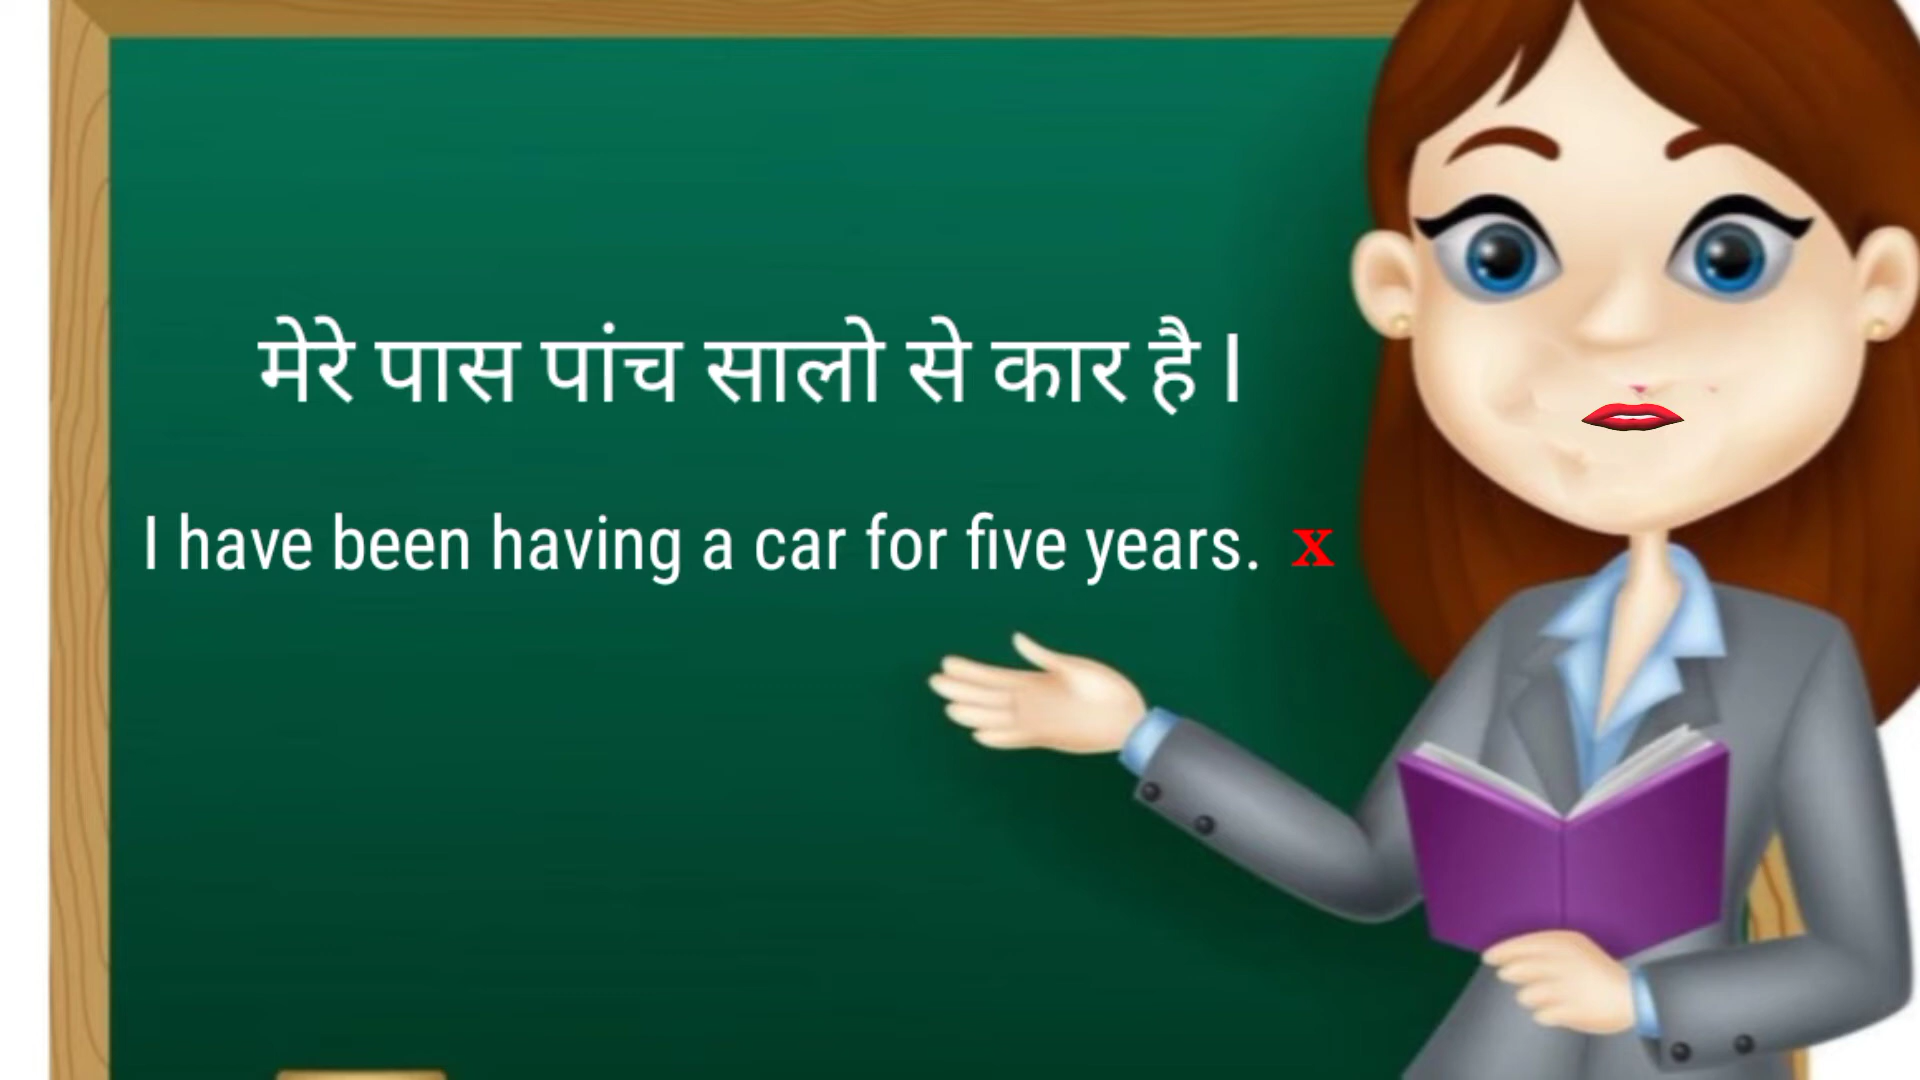 मेरे पास पांच सालो से कार है l
I have been having a car for five years. x